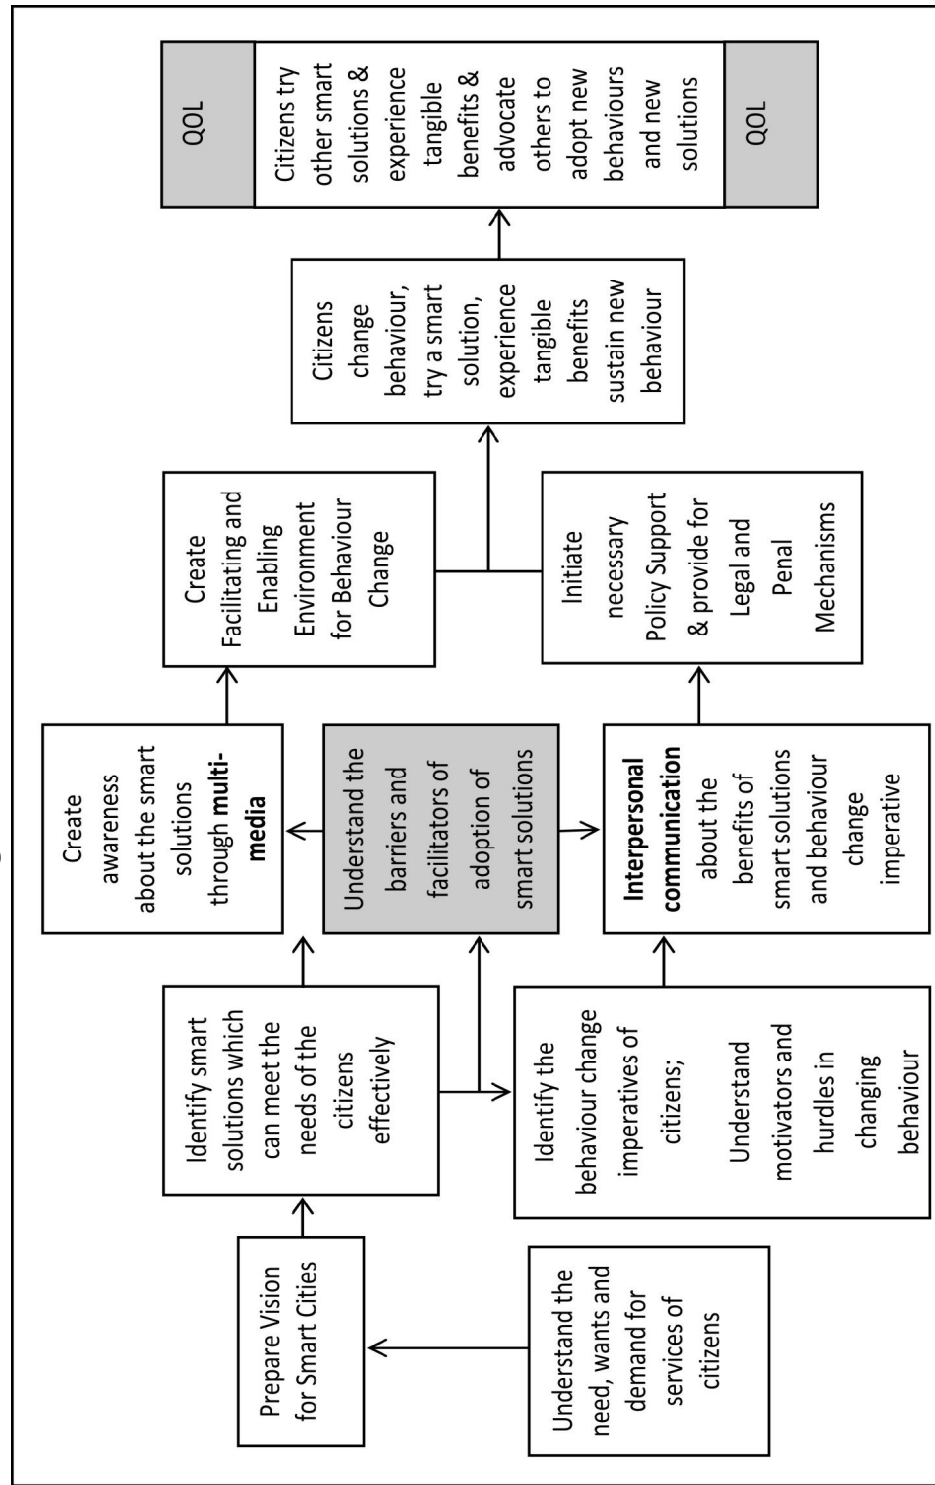 Understand the
need, wants and
demand for
services of
citizens
Prepare Vision
for Smart Cities
Identify smart
solutions which
can meet the
needs of the
citizens
effectively
Identify the
behaviour change
imperatives of
citizens;
Understand
motivators and
hurdles in
changing
behaviour
Create
awareness
about the smart
solutions
through multi-
media
Understand the
barriers and
facilitators of
adoption of
smart solutions
Interpersonal
communication
about the
benefits of
smart solutions
and behaviour
change
imperative
Create
Facilitating and
Enabling
Environment
for Behaviour
Change
Initiate
necessary
Policy Support
& provide for
Legal and
Penal
Mechanisms
Citizens
change
behaviour,
try a smart
solution,
experience
tangible
benefits
sustain new
behaviour
QOL
Citizens try
other smart
solutions &
experience
tangible
benefits &
advocate
others to
adopt new
behaviours
and new
solutions
QOL